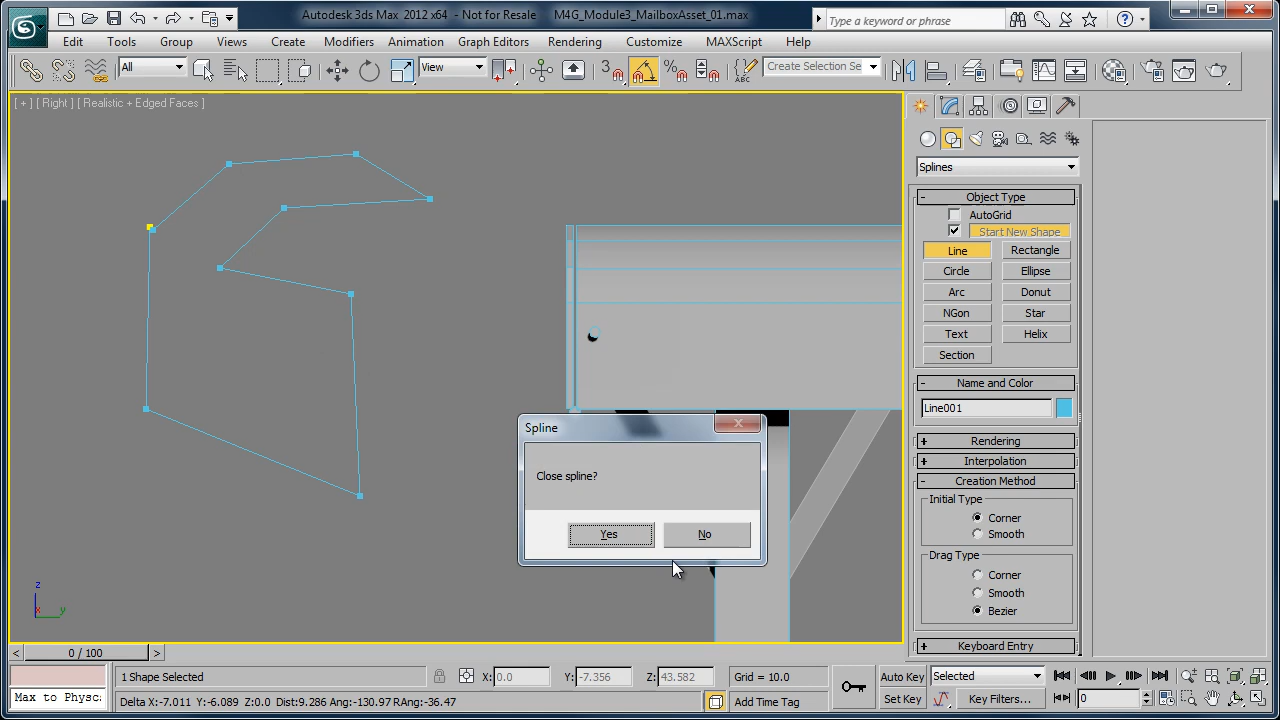 Autodesk 3ds Max 2012 x64 - Not for Resale M4G_Module3_MailboxAsset_01.max
Type a keyword or phrase
Edit Tools Group Views Create Modifiers Animation Graph Editors Rendering Customize MAXScript Help
All View 3 Create Selection Se
[ + ] [ Right ] [ Realistic + Edged Faces ]
Splines
- Object Type
AutoGrid
Start New Shape
Line Rectangle
Circle Ellipse
Arc Donut
NGon Star
Text Helix
Section
- Name and Color
Line001
+ Rendering
+ Interpolation
- Creation Method
Initial Type
Corner
Smooth
Drag Type
Corner
Smooth
Bezier
+ Keyboard Entry
Spline
Close spline?
Yes No
z
x y
< 0 / 100 >
1 Shape Selected X: 0.0 Y: -7.356 Z: 43.582 Grid = 10.0 Auto Key Selected
Max to Physc
Delta X:-7.011 Y:-6.089 Z:0.0 Dist:9.286 Ang:-130.97 RAng:-36.47 Add Time Tag Set Key Key Filters... 0